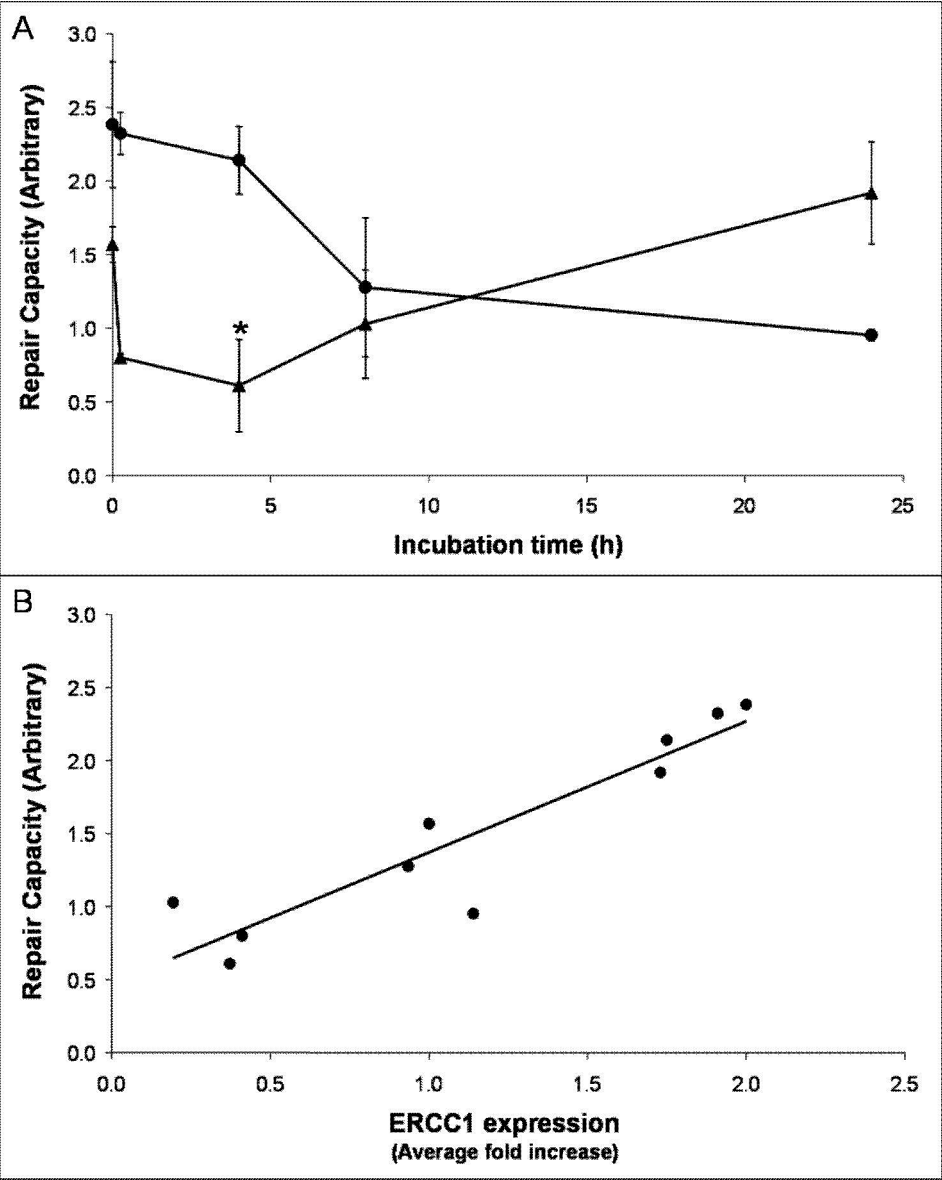 A
3.0
2.5
2.0
1.5
1.0
0.5
0.0
Repair Capacity (Arbitrary)
*
0 5 10 15 20 25
Incubation time (h)
B
3.0
2.5
2.0
1.5
1.0
0.5
0.0
Repair Capacity (Arbitrary)
0.0 0.5 1.0 1.5 2.0 2.5
ERCC1 expression
(Average fold increase)